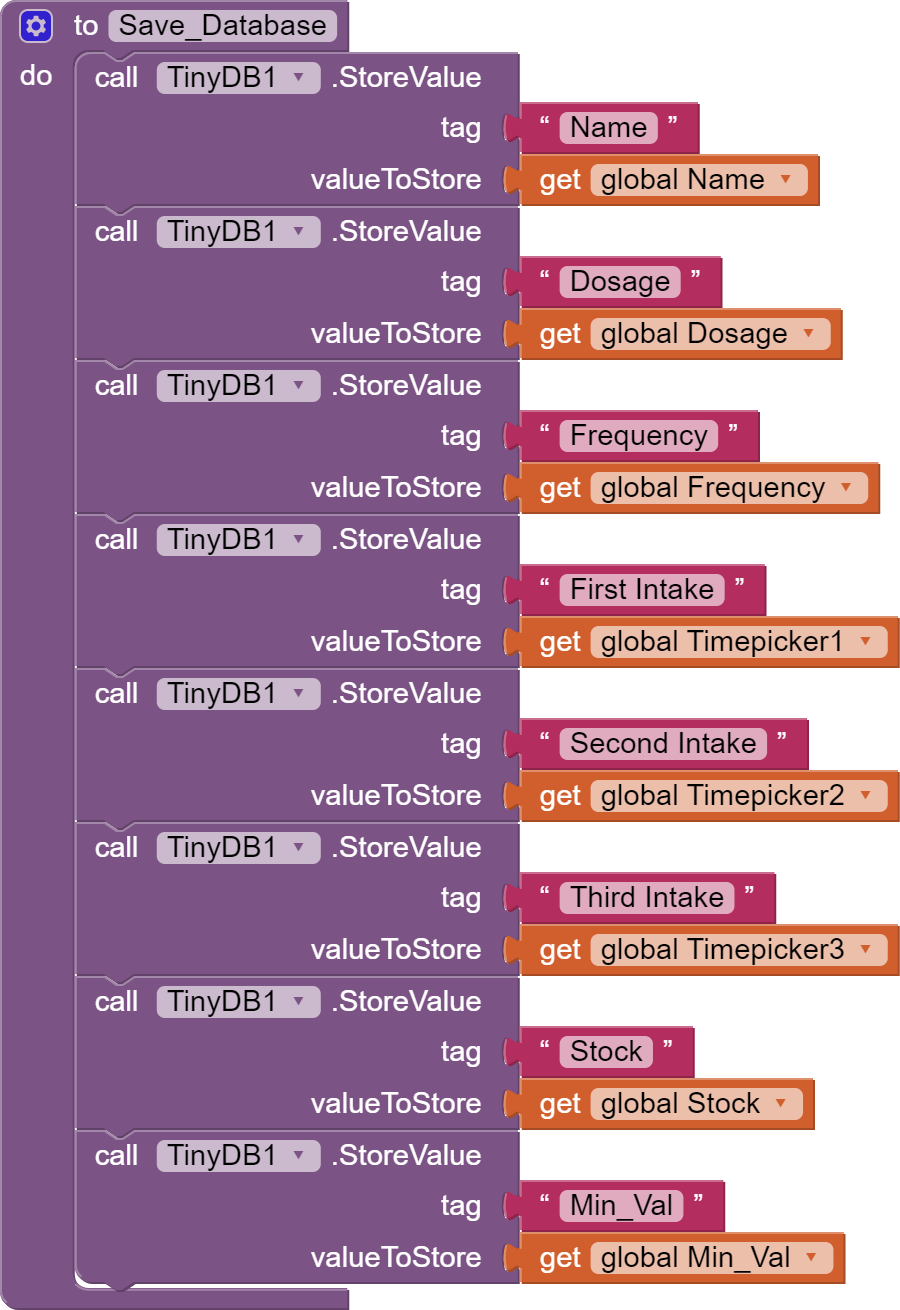 to Save_Database
do call TinyDB1 .StoreValue
tag “ Name ”
valueToStore get global Name
call TinyDB1 .StoreValue
tag “ Dosage ”
valueToStore get global Dosage
call TinyDB1 .StoreValue
tag “ Frequency ”
valueToStore get global Frequency
call TinyDB1 .StoreValue
tag “ First Intake ”
valueToStore get global Timepicker1
call TinyDB1 .StoreValue
tag “ Second Intake ”
valueToStore get global Timepicker2
call TinyDB1 .StoreValue
tag “ Third Intake ”
valueToStore get global Timepicker3
call TinyDB1 .StoreValue
tag “ Stock ”
valueToStore get global Stock
call TinyDB1 .StoreValue
tag “ Min_Val ”
valueToStore get global Min_Val